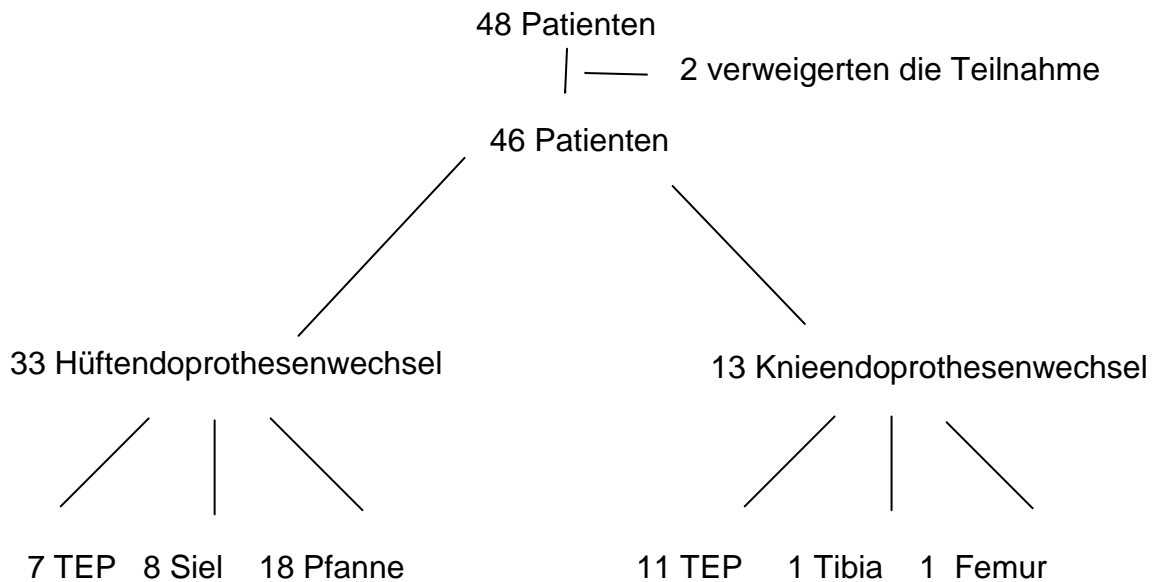 48 Patienten
2 verweigerten die Teilnahme
46 Patienten
33 Hüftendoprothesenwechsel
13 Knieendoprothesenwechsel
7 TEP 8 Siel 18 Pfanne
11 TEP 1 Tibia 1 Femur